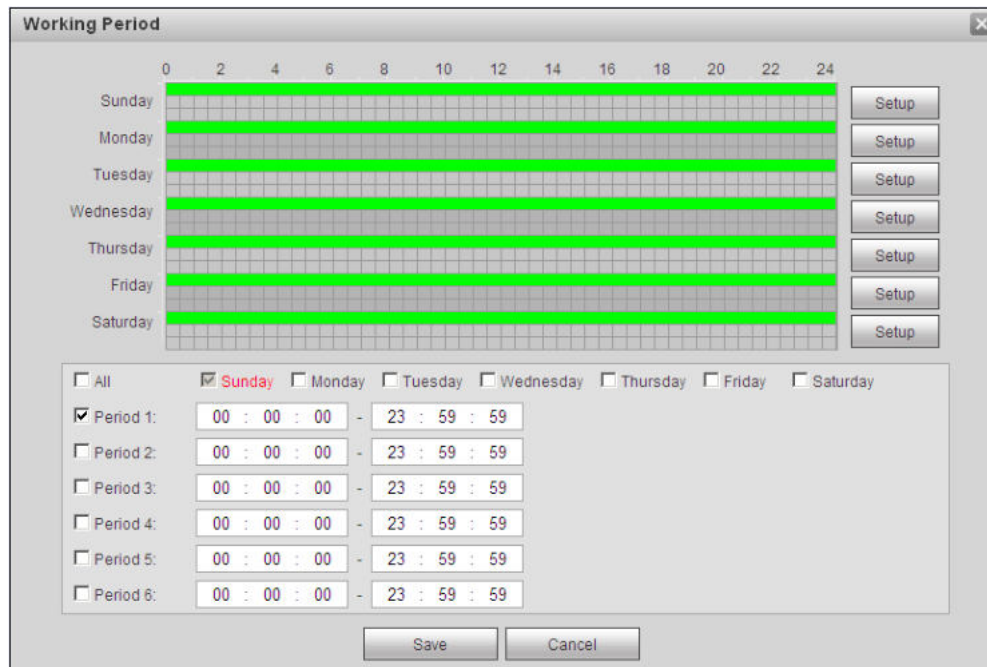 Working Period
0 2 4 6 8 10 12 14 16 18 20 22 24
Sunday Setup
Monday Setup
Tuesday Setup
Wednesday Setup
Thursday Setup
Friday Setup
Saturday Setup
All Sunday Monday Tuesday Wednesday Thursday Friday Saturday
Period 1: 00 : 00 : 00 - 23 : 59 : 59
Period 2: 00 : 00 : 00 - 23 : 59 : 59
Period 3: 00 : 00 : 00 - 23 : 59 : 59
Period 4: 00 : 00 : 00 - 23 : 59 : 59
Period 5: 00 : 00 : 00 - 23 : 59 : 59
Period 6: 00 : 00 : 00 - 23 : 59 : 59
Save Cancel